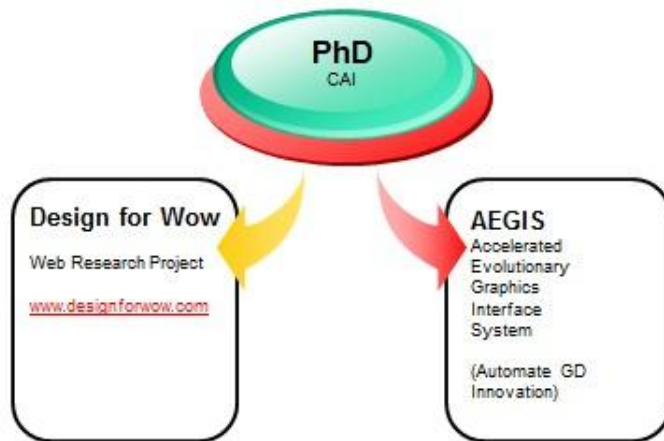 PhD
CAI
Design for Wow
Web Research Project
www.designforwow.com
AEGIS
Accelerated
Evolutionary
Graphics
Interface
System
(Automate GD
Innovation)